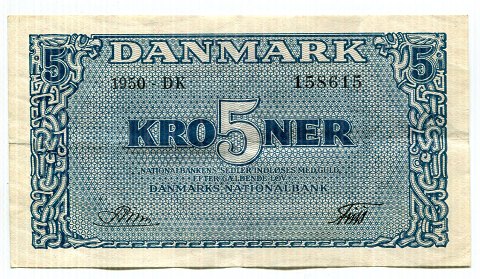 DANMARK
5 5
1950 DK 158615
KRO5NER
NATIONALBANKENS SEDLER INDLØSES MED GULD
EFTER GÆLDENDE LOV
DANMARKS NATIONALBANK